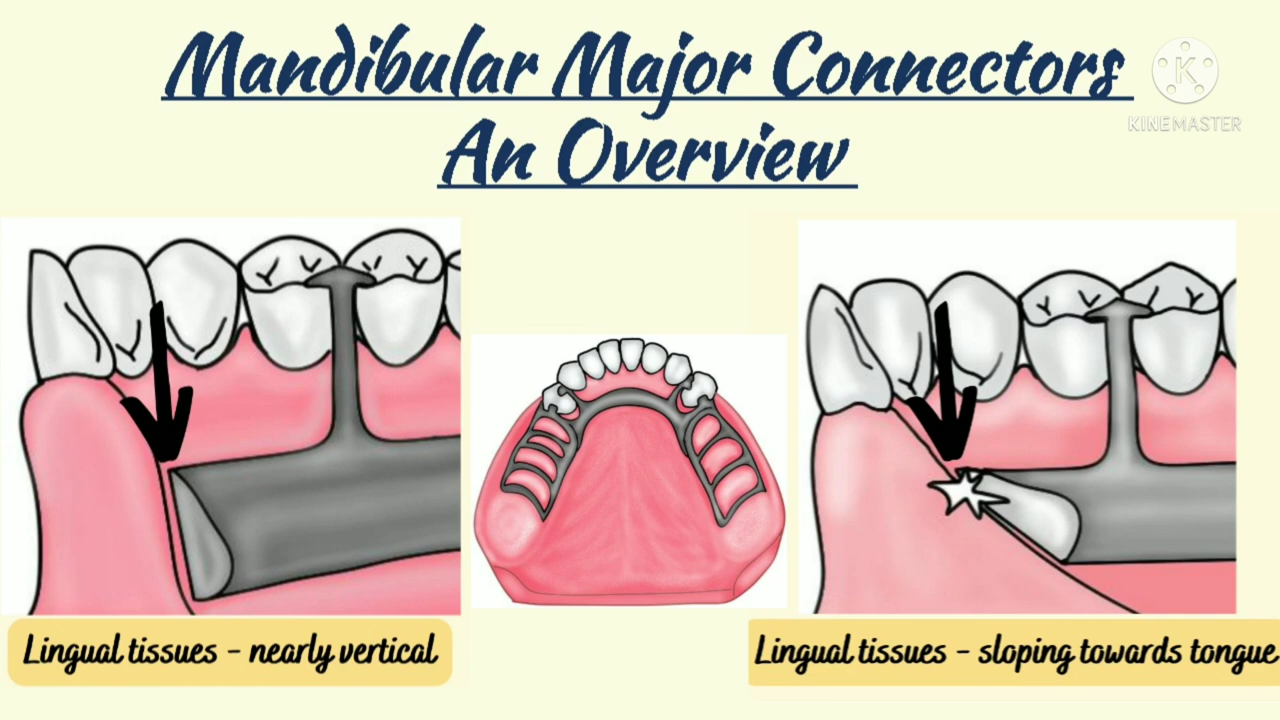 Mandibular Major Connectors
An Overview
K
KINEMASTER
Lingual tissues - nearly vertical
Lingual tissues - sloping towards tongue